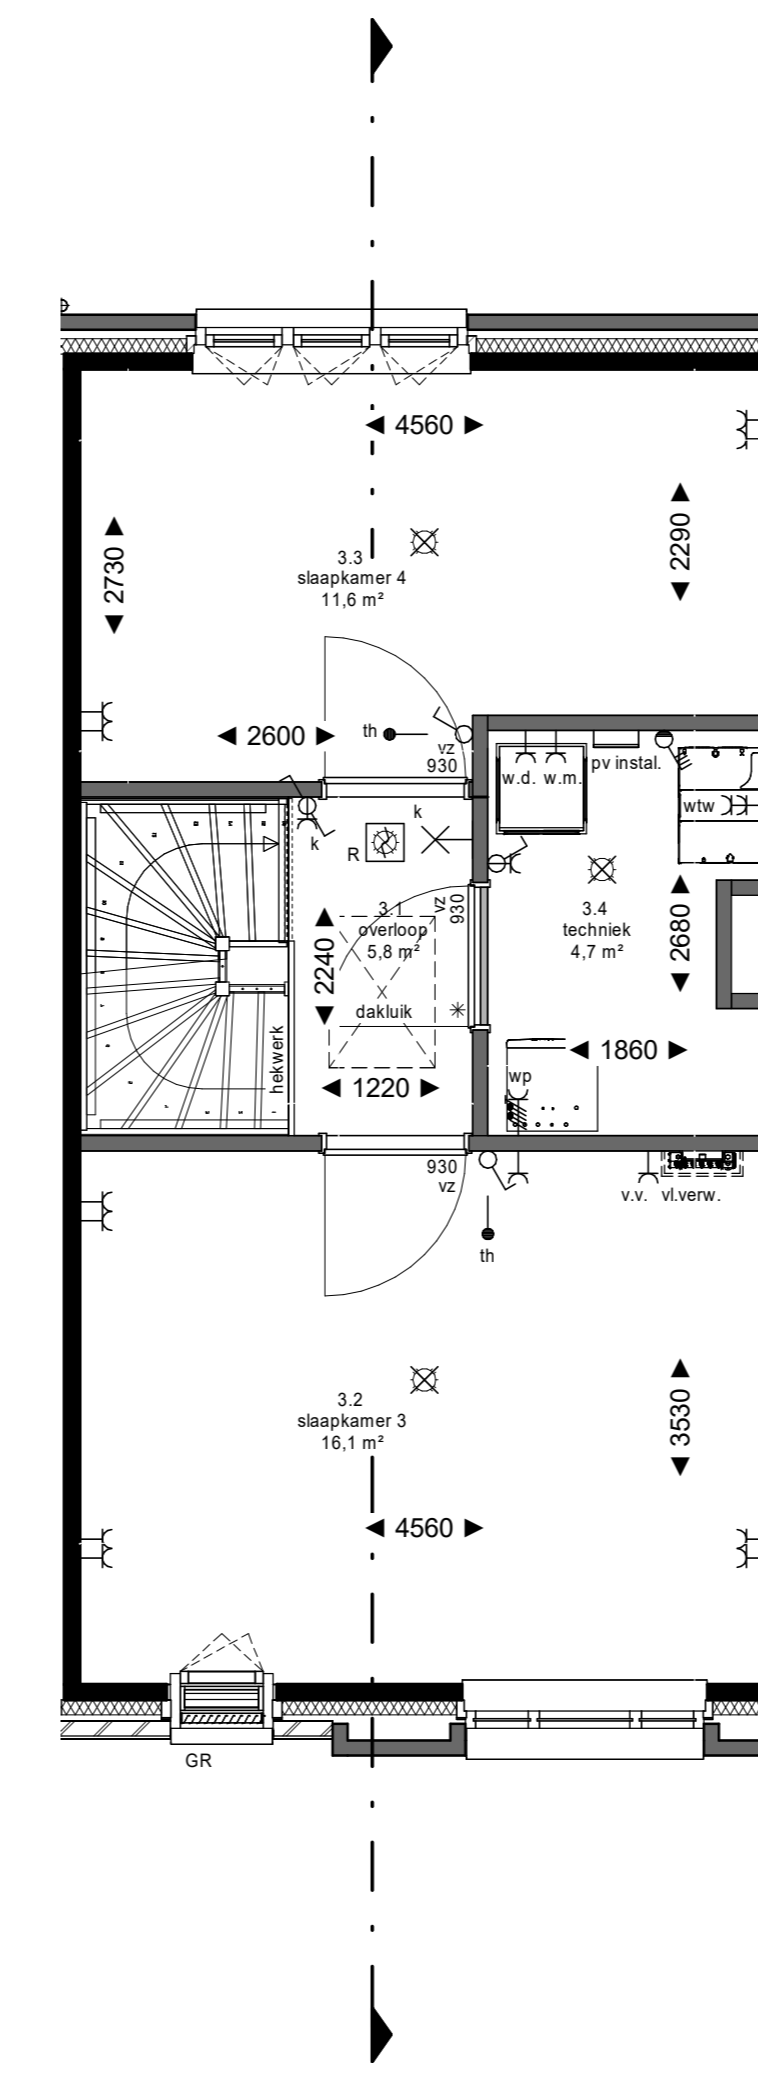 4560
2290
2730
3.3
slaapkamer 4
11,6 m²
2600
th
vz
930
w.d.
w.m.
pv instal.
wtw
k
k
R
3.1
overloop
5,8 m²
vz
930
3.4
techniek
4,7 m²
2680
2240
dakluik
hekwerk
1220
1860
wp
930
vz
v.v.
vl.verw.
th
3.2
slaapkamer 3
16,1 m²
3530
4560
GR